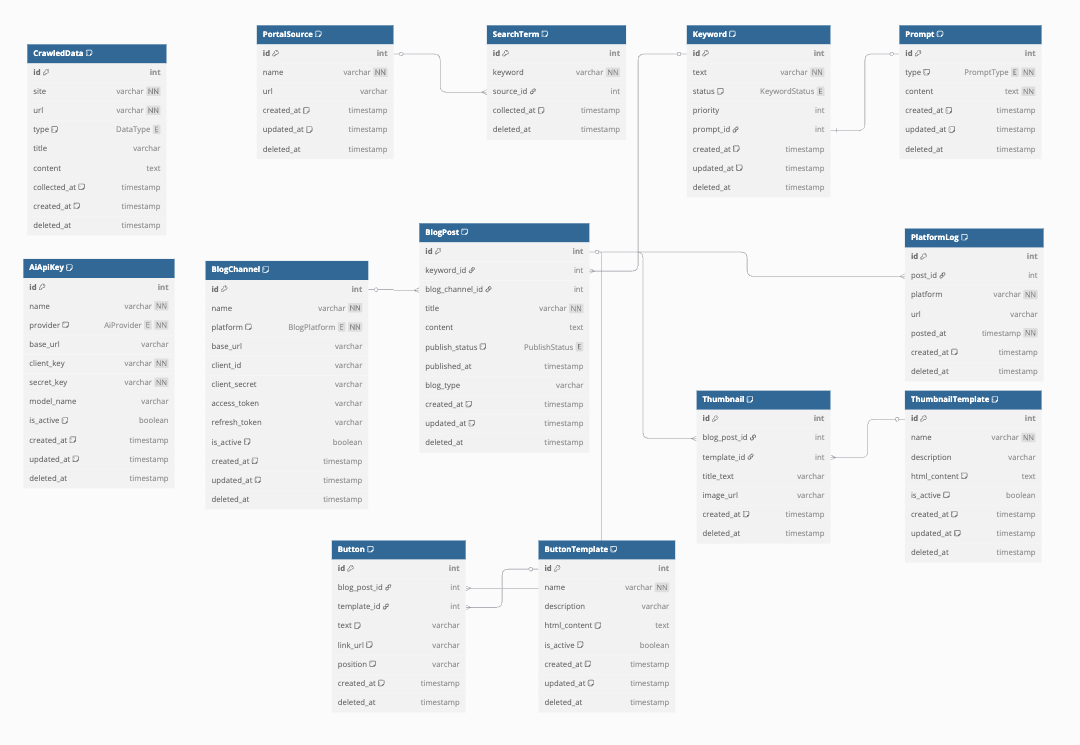 CrawledData
id int
site varchar NN
url varchar NN
type DataType E
title varchar
content text
collected_at timestamp
created_at timestamp
deleted_at timestamp
PortalSource
id int
name varchar NN
url varchar
created_at timestamp
updated_at timestamp
deleted_at timestamp
SearchTerm
id int
keyword varchar NN
source_id int
collected_at timestamp
deleted_at timestamp
Keyword
id int
text varchar NN
status KeywordStatus E
priority int
prompt_id int
created_at timestamp
updated_at timestamp
deleted_at timestamp
Prompt
id int
type PromptType E NN
content text NN
created_at timestamp
updated_at timestamp
deleted_at timestamp
AiApiKey
id int
name varchar NN
provider AiProvider E NN
base_url varchar
client_key varchar NN
secret_key varchar NN
model_name varchar
is_active boolean
created_at timestamp
updated_at timestamp
deleted_at timestamp
BlogChannel
id int
name varchar NN
platform BlogPlatform E NN
base_url varchar
client_id varchar
client_secret varchar
access_token varchar
refresh_token varchar
is_active boolean
created_at timestamp
updated_at timestamp
deleted_at timestamp
BlogPost
id int
keyword_id int
blog_channel_id int
title varchar NN
content text
publish_status PublishStatus E
published_at timestamp
blog_type varchar
created_at timestamp
updated_at timestamp
deleted_at timestamp
PlatformLog
id int
post_id int
platform varchar NN
url varchar
posted_at timestamp NN
created_at timestamp
deleted_at timestamp
Thumbnail
id int
blog_post_id int
template_id int
title_text varchar
image_url varchar
created_at timestamp
deleted_at timestamp
ThumbnailTemplate
id int
name varchar NN
description varchar
html_content text
is_active boolean
created_at timestamp
updated_at timestamp
deleted_at timestamp
Button
id int
blog_post_id int
template_id int
text varchar
link_url varchar
position varchar
created_at timestamp
deleted_at timestamp
ButtonTemplate
id int
name varchar NN
description varchar
html_content text
is_active boolean
created_at timestamp
updated_at timestamp
deleted_at timestamp